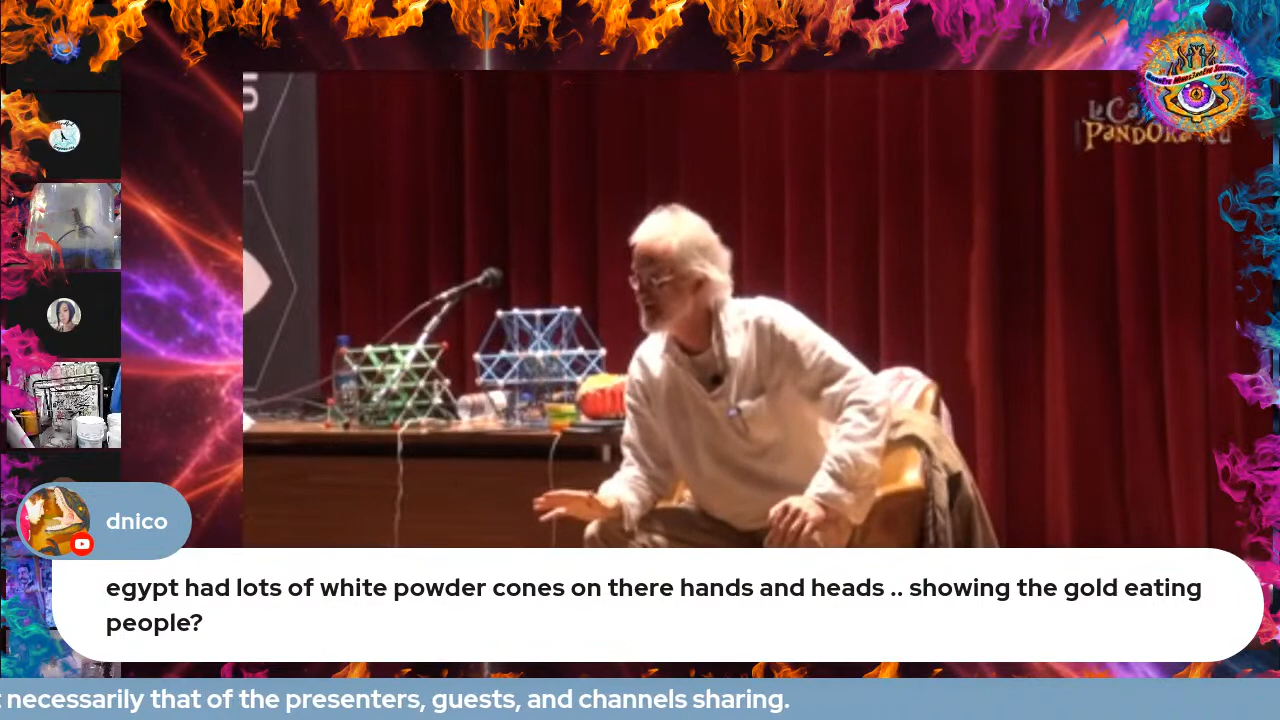 PANDORA
dnico
egypt had lots of white powder cones on there hands and heads .. showing the gold eating
people?
necessarily that of the presenters, guests, and channels sharing.